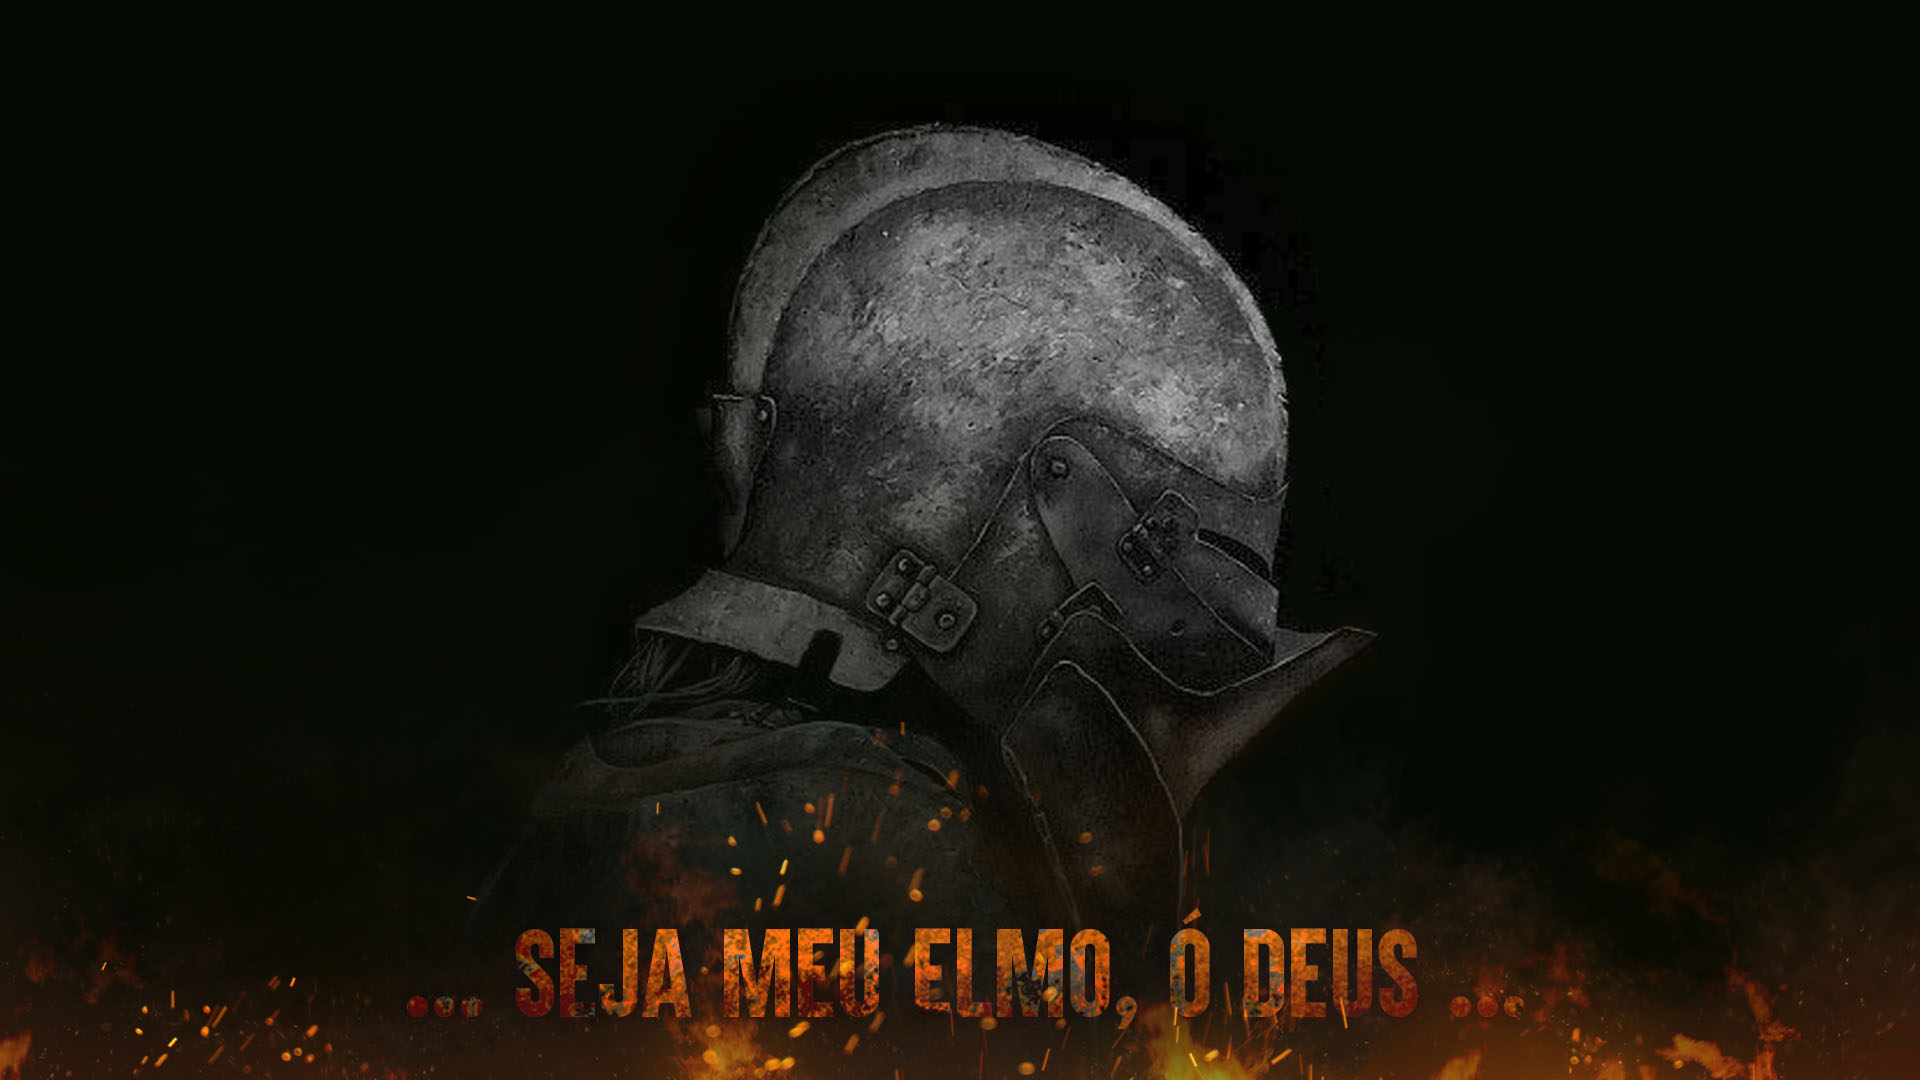 ... SEJA MEU ELMO, Ó DEUS ...